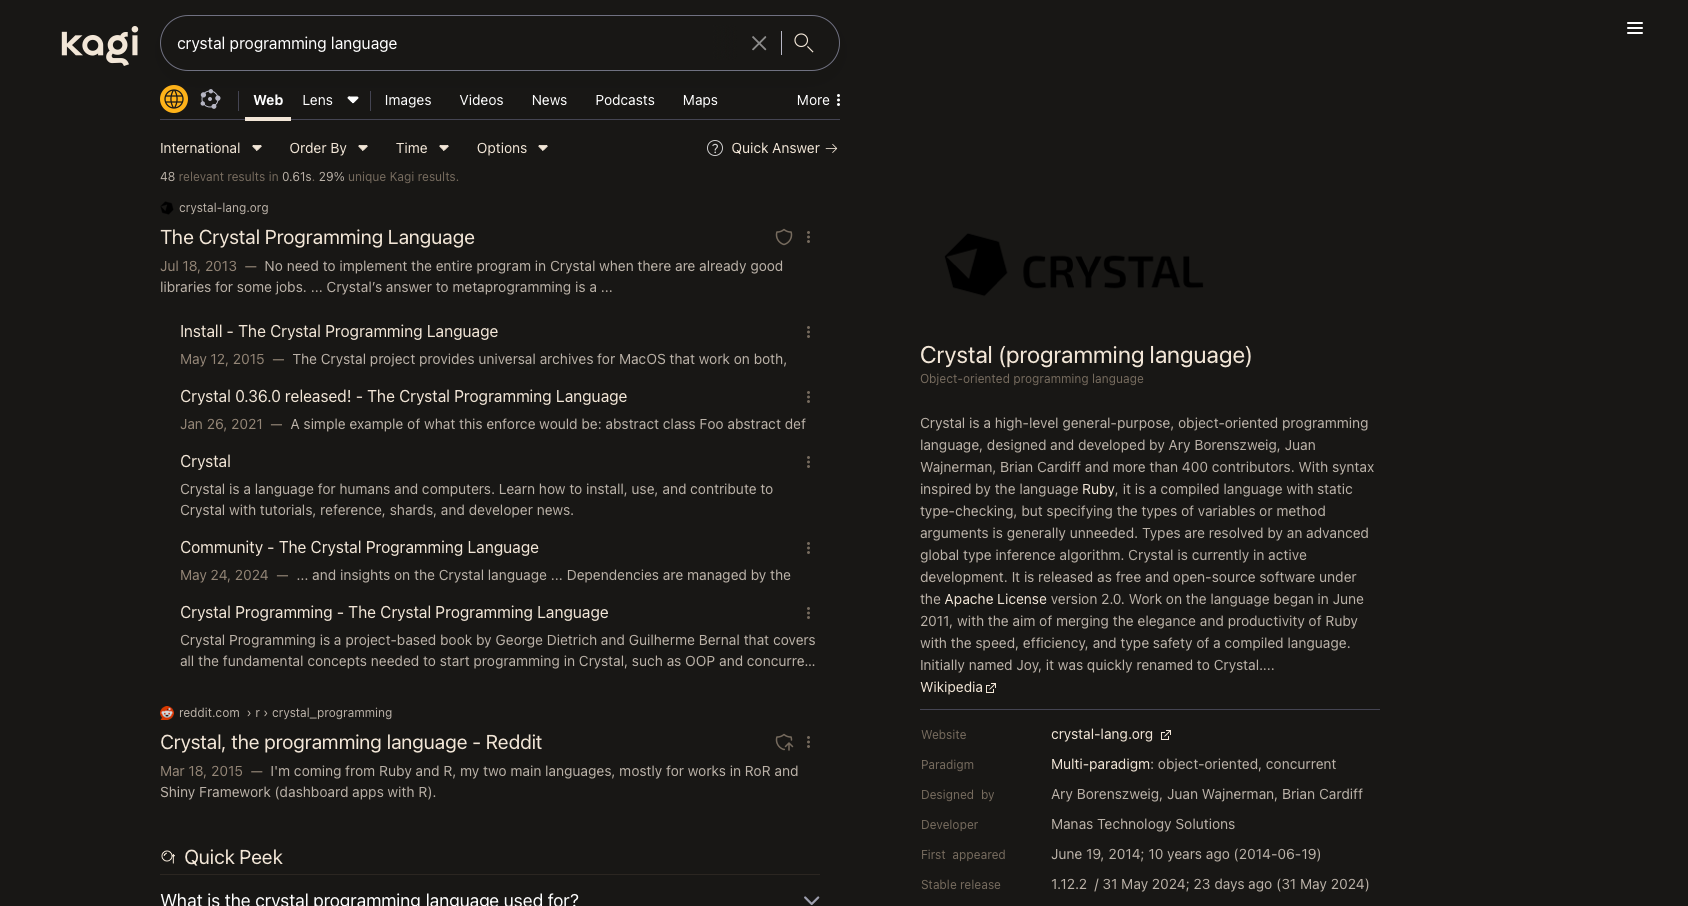 kagi
crystal programming language
Web
Lens
Images
Videos
News
Podcasts
Maps
More
International
Order By
Time
Options
Quick Answer →
48 relevant results in 0.61s. 29% unique Kagi results.
crystal-lang.org
The Crystal Programming Language
Jul 18, 2013 — No need to implement the entire program in Crystal when there are already good
libraries for some jobs. ... Crystal's answer to metaprogramming is a ...
Install - The Crystal Programming Language
May 12, 2015 — The Crystal project provides universal archives for MacOS that work on both,
Crystal 0.36.0 released! - The Crystal Programming Language
Jan 26, 2021 — A simple example of what this enforce would be: abstract class Foo abstract def
Crystal
Crystal is a language for humans and computers. Learn how to install, use, and contribute to
Crystal with tutorials, reference, shards, and developer news.
Community - The Crystal Programming Language
May 24, 2024 — ... and insights on the Crystal language ... Dependencies are managed by the
Crystal Programming - The Crystal Programming Language
Crystal Programming is a project-based book by George Dietrich and Guilherme Bernal that covers
all the fundamental concepts needed to start programming in Crystal, such as OOP and concurre...
reddit.com › r › crystal_programming
Crystal, the programming language - Reddit
Mar 18, 2015 — I'm coming from Ruby and R, my two main languages, mostly for works in RoR and
Shiny Framework (dashboard apps with R).
Quick Peek
What is the crystal programming language used for?
CRYSTAL
Crystal (programming language)
Object-oriented programming language
Crystal is a high-level general-purpose, object-oriented programming
language, designed and developed by Ary Borenszweig, Juan
Wajnerman, Brian Cardiff and more than 400 contributors. With syntax
inspired by the language Ruby, it is a compiled language with static
type-checking, but specifying the types of variables or method
arguments is generally unneeded. Types are resolved by an advanced
global type inference algorithm. Crystal is currently in active
development. It is released as free and open-source software under
the Apache License version 2.0. Work on the language began in June
2011, with the aim of merging the elegance and productivity of Ruby
with the speed, efficiency, and type safety of a compiled language.
Initially named Joy, it was quickly renamed to Crystal....
Wikipedia
Website crystal-lang.org
Paradigm Multi-paradigm: object-oriented, concurrent
Designed by Ary Borenszweig, Juan Wajnerman, Brian Cardiff
Developer Manas Technology Solutions
First appeared June 19, 2014; 10 years ago (2014-06-19)
Stable release 1.12.2 / 31 May 2024; 23 days ago (31 May 2024)